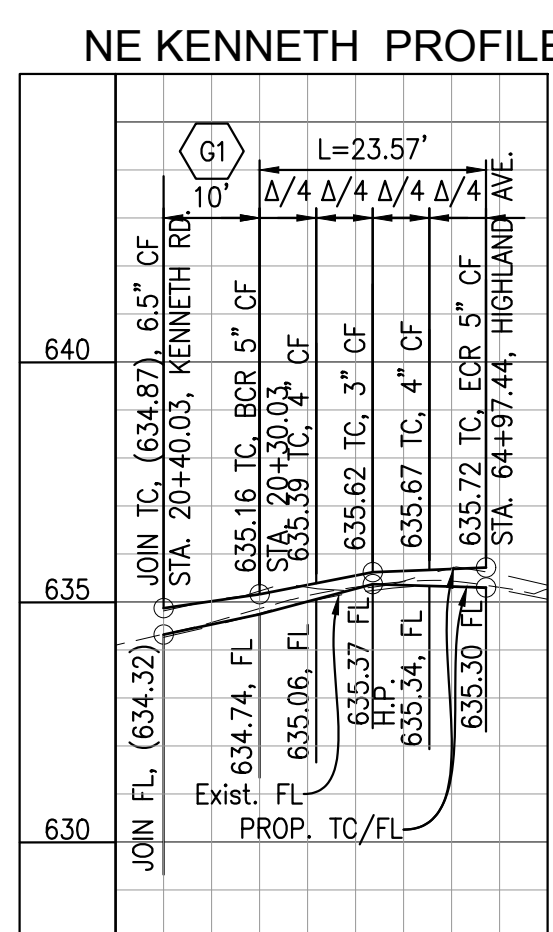 NE KENNETH PROFILE
G1
L=23.57'
10'
Δ/4 Δ/4 Δ/4 Δ/4
640
635
630
JOIN TC, (634.87), 6.5" CF
STA. 20+40.03, KENNETH RD.
635.16 TC, BCR 5" CF
STA. 20+30.03
635.39 TC, 4" CF
635.62 TC, 3" CF
635.67 TC, 4" CF
635.72 TC, ECR 5" CF
STA. 64+97.44, HIGHLAND AVE.
JOIN FL, (634.32)
634.74, FL
635.06, FL
635.37 FL
H.P.
635.34, FL
635.30 FL
Exist. FL
PROP. TC/FL